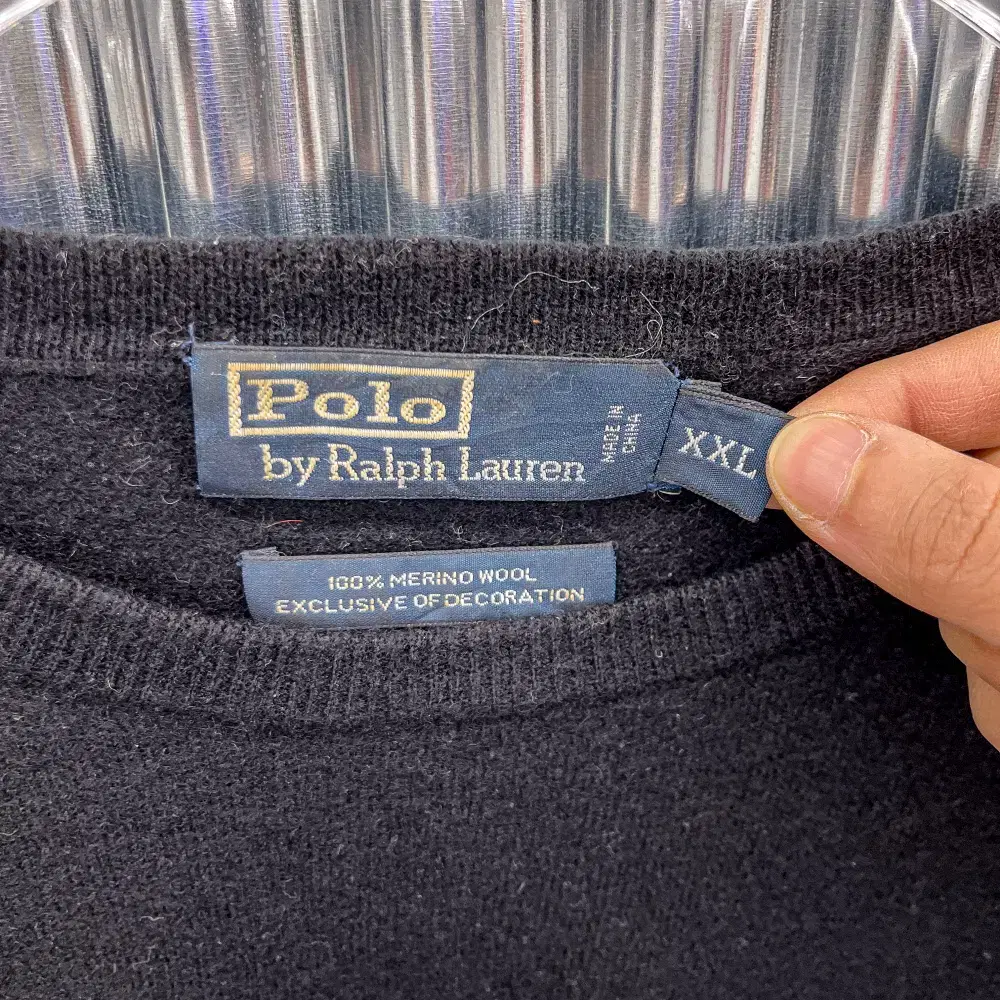 Polo
by Ralph Lauren
MADE IN
CHINA
XXL
100% MERINO WOOL
EXCLUSIVE OF DECORATION